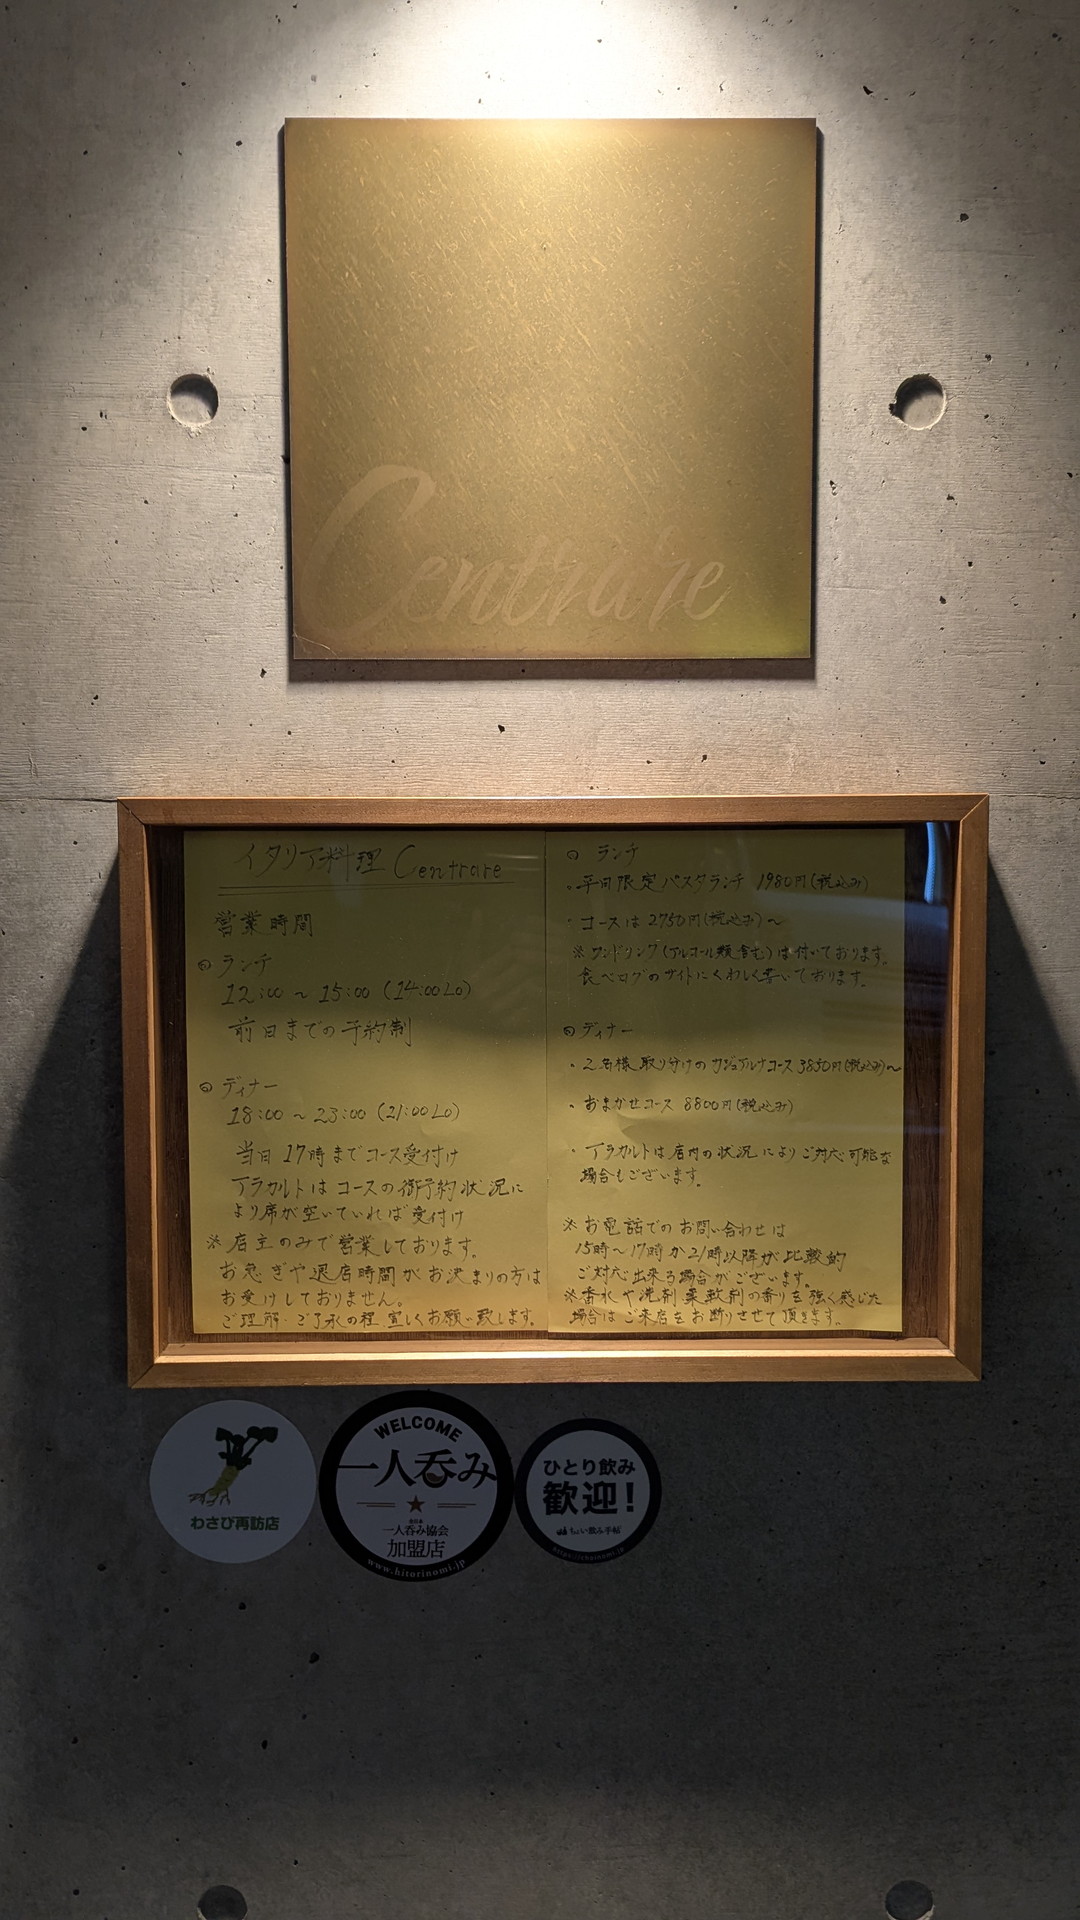 Centrare
イタリア料理 Centrare
営業時間
◎ ランチ
12:00 ~ 15:00 (14:00 Lo)
前日までの予約制
◎ ディナー
18:00 ~ 23:00 (21:00 Lo)
当日 17時までコース受付け
アラカルトは コースの御予約状況に
より席が空いていれば受付け
※ 店主のみで営業しております。
お急ぎや退店時間がお決まりの方は
お受けしておりません。
ご理解・ご了承の程 宜しくお願い致します。
◎ ランチ
・平日限定パスタランチ 1980円(税込み)
・コースは 2750円(税込み)~
※ ワンドリンク(アルコール類含む)は付いております。
食べログのサイトにくわしく書いております。
◎ ディナー
・2名様取り分けのカジュアルナコース 3850円(税込み)~
・おまかせコース 8800円(税込み)
・アラカルトは店内の状況によりご対応可能な
場合もございます。
※お電話でのお問い合わせは
15時~17時か21時以降が比較的
ご対応出来る場合がございます。
※香水や洗剤柔軟剤の香りを強く感じた
場合はご来店をお断りさせて頂きます。
わさび再訪店
WELCOME
一人呑み
全日本
一人呑み協会
加盟店
www.hitorinomi.jp
ひとり飲み
歓迎!
ちょい飲み手帖